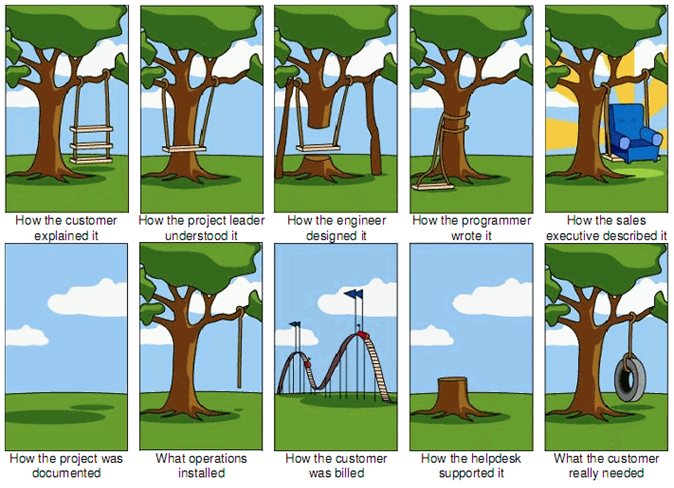 How the customer
explained it
How the project leader
understood it
How the engineer
designed it
How the programmer
wrote it
How the sales
executive described it
How the project was
documented
What operations
installed
How the customer
was billed
How the helpdesk
supported it
What the customer
really needed